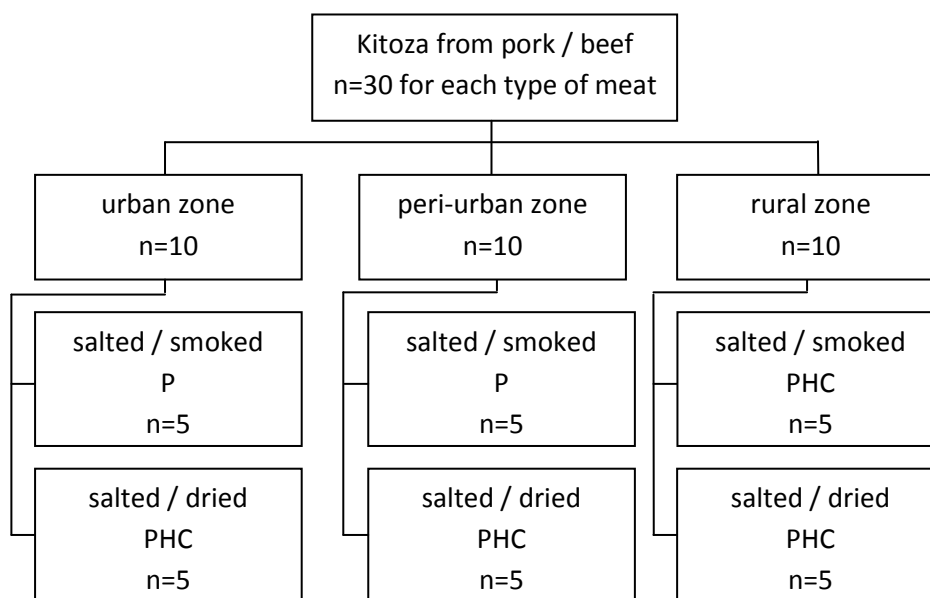 Kitoza from pork / beef
n=30 for each type of meat
urban zone
n=10
peri-urban zone
n=10
rural zone
n=10
salted / smoked
P
n=5
salted / smoked
P
n=5
salted / smoked
PHC
n=5
salted / dried
PHC
n=5
salted / dried
PHC
n=5
salted / dried
PHC
n=5